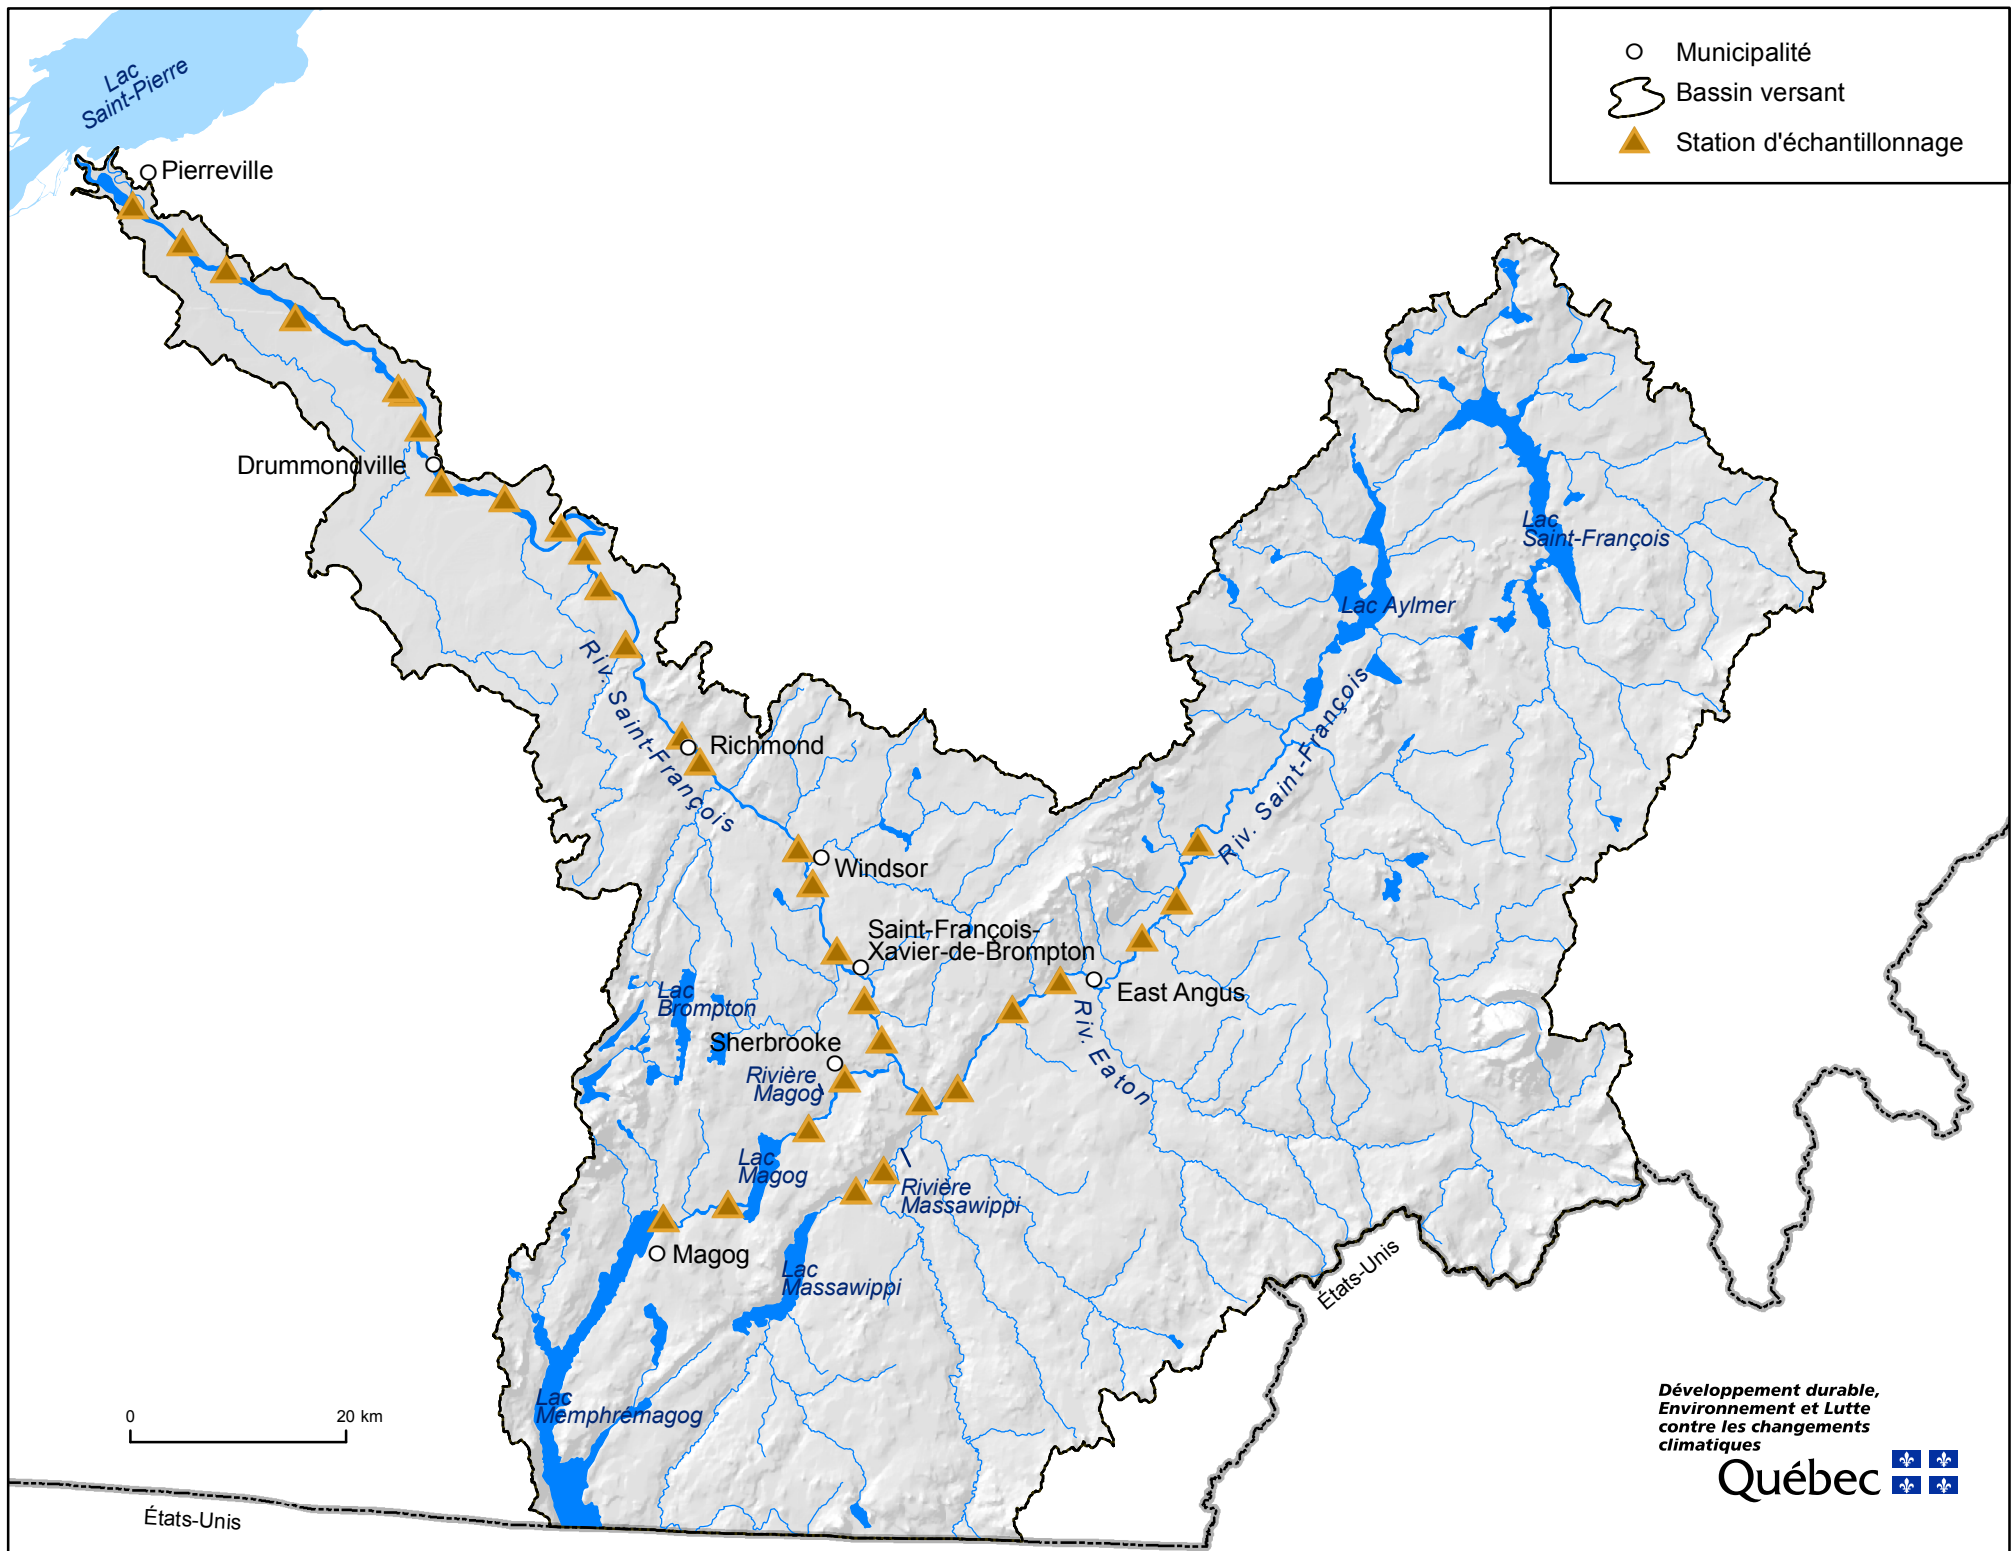 Municipalité
Bassin versant
Station d'échantillonnage
Lac
Saint-Pierre
Pierreville
Drummondville
Riv. Saint-François
Richmond
Windsor
Saint-François-
Xavier-de-Brompton
Lac
Saint-François
Lac Aylmer
Riv. Saint-François
East Angus
Riv. Eaton
Lac
Brompton
Sherbrooke
Rivière
Magog
Lac
Magog
Rivière
Massawippi
Magog
Lac
Massawippi
Lac
Memphrémagog
0 20 km
États-Unis
États-Unis
Développement durable,
Environnement et Lutte
contre les changements
climatiques
Québec